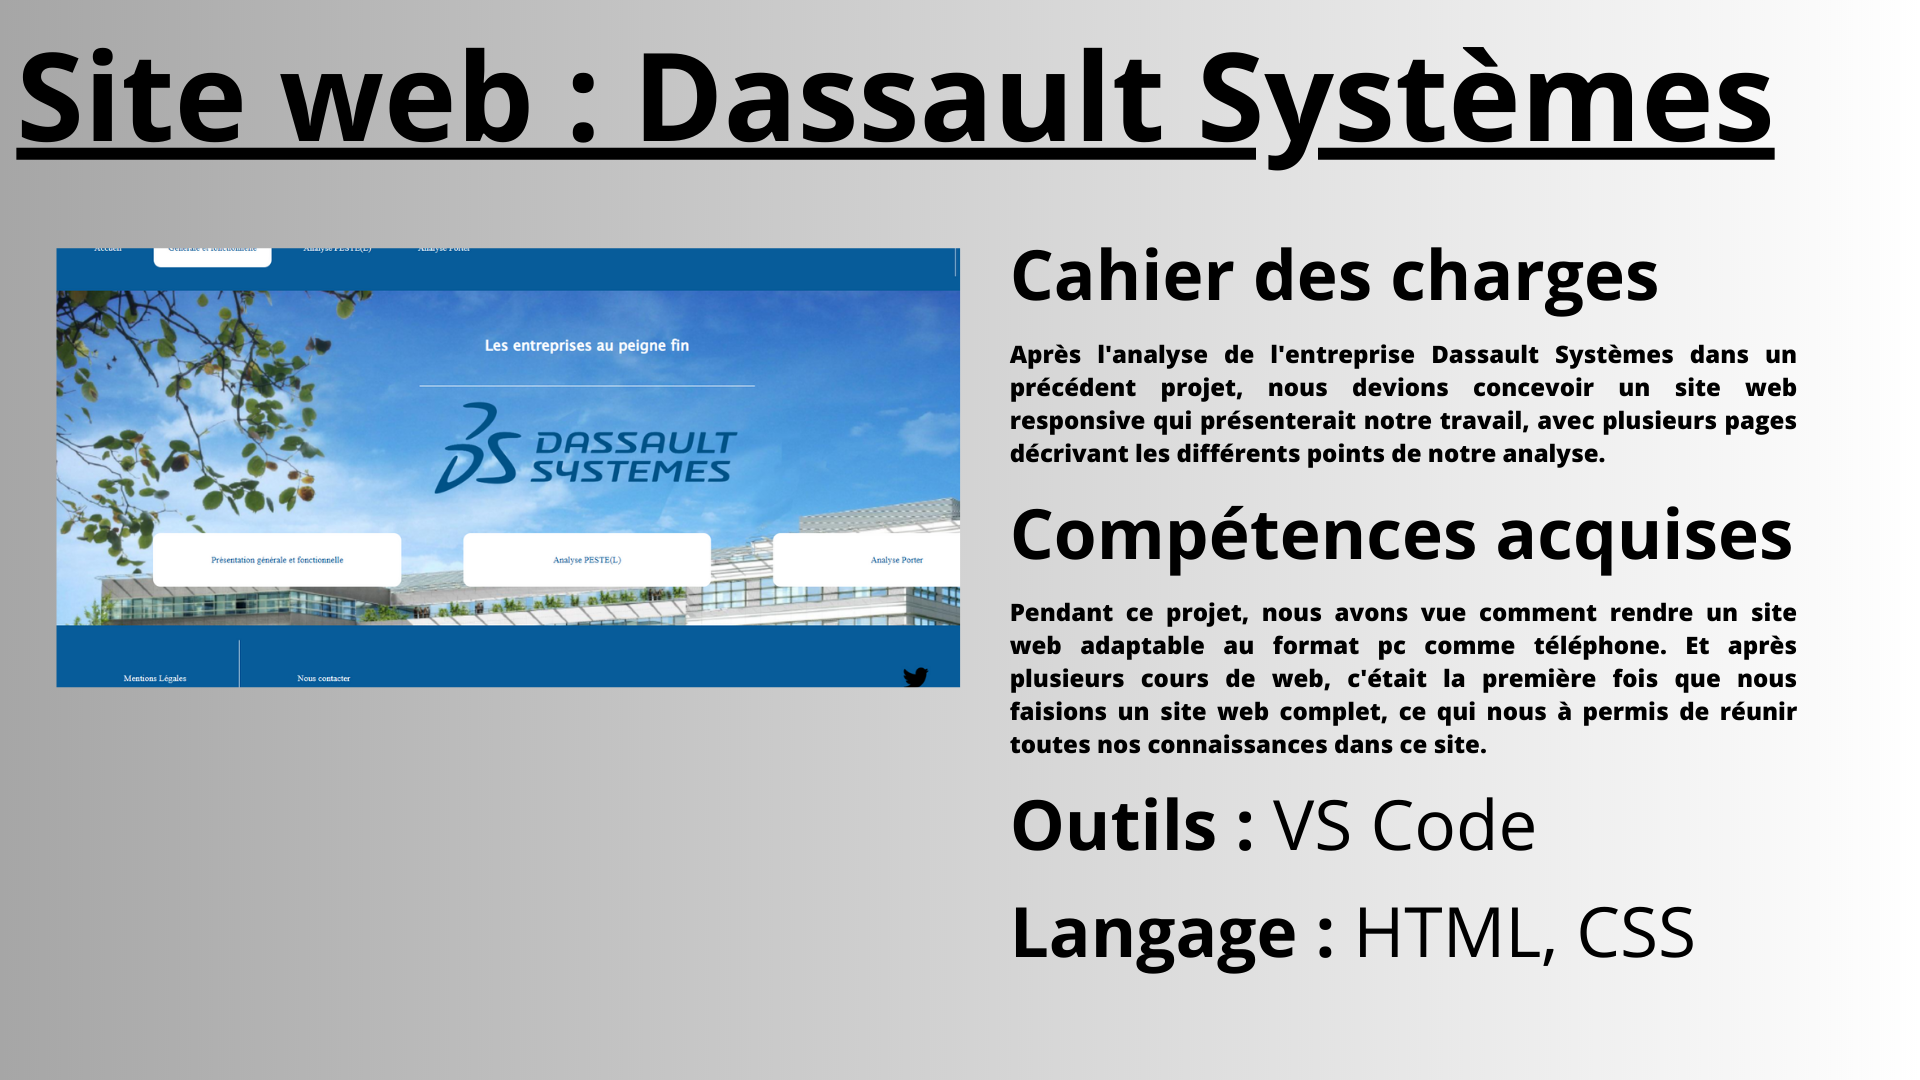 Site web : Dassault Systèmes
Accueil
Générale et fonctionnelle
Analyse PESTE(L)
Analyse Porter
Les entreprises au peigne fin
DASSAULT
SYSTEMES
Présentation générale et fonctionnelle
Analyse PESTE(L)
Analyse Porter
Mentions Légales
Nous contacter
Cahier des charges
Après l'analyse de l'entreprise Dassault Systèmes dans un
précédent projet, nous devions concevoir un site web
responsive qui présenterait notre travail, avec plusieurs pages
décrivant les différents points de notre analyse.
Compétences acquises
Pendant ce projet, nous avons vue comment rendre un site
web adaptable au format pc comme téléphone. Et après
plusieurs cours de web, c'était la première fois que nous
faisions un site web complet, ce qui nous à permis de réunir
toutes nos connaissances dans ce site.
Outils : VS Code
Langage : HTML, CSS